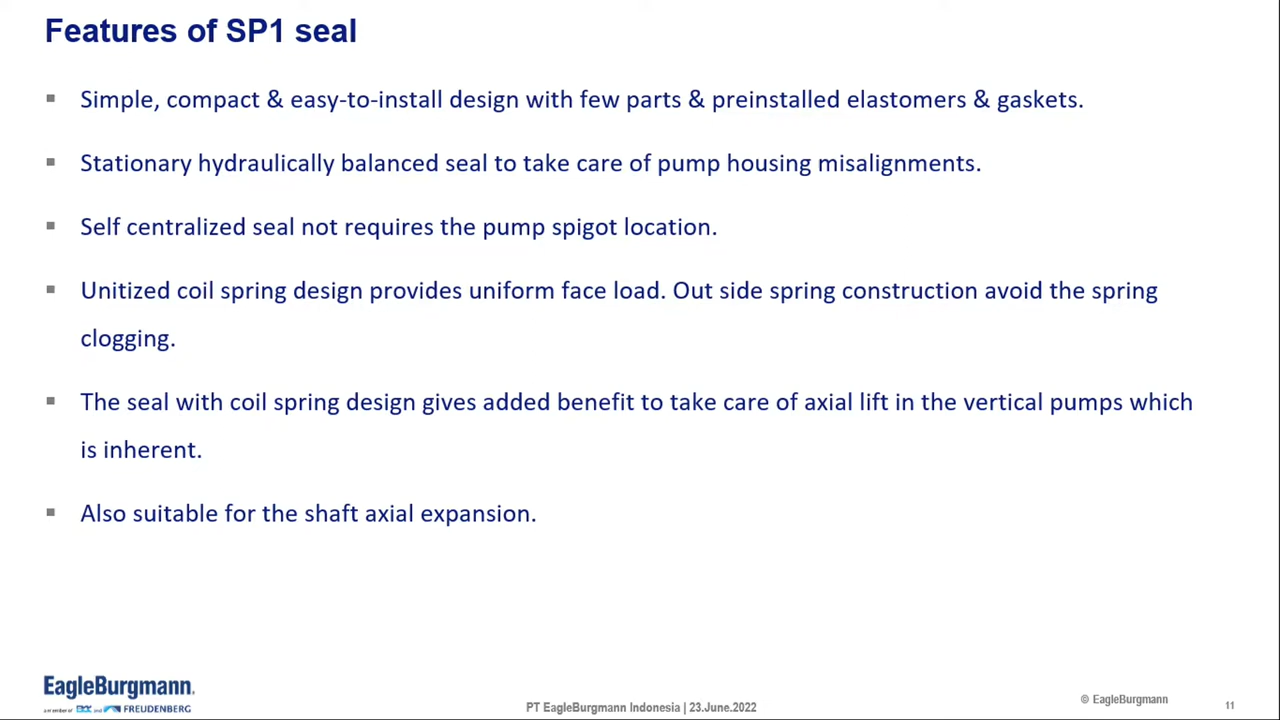 Features of SP1 seal
▪ Simple, compact & easy-to-install design with few parts & preinstalled elastomers & gaskets.
▪ Stationary hydraulically balanced seal to take care of pump housing misalignments.
▪ Self centralized seal not requires the pump spigot location.
▪ Unitized coil spring design provides uniform face load. Out side spring construction avoid the spring
clogging.
▪ The seal with coil spring design gives added benefit to take care of axial lift in the vertical pumps which
is inherent.
▪ Also suitable for the shaft axial expansion.
EagleBurgmann.
a member of EKK and FREUDENBERG
PT EagleBurgmann Indonesia | 23.June.2022
© EagleBurgmann
11